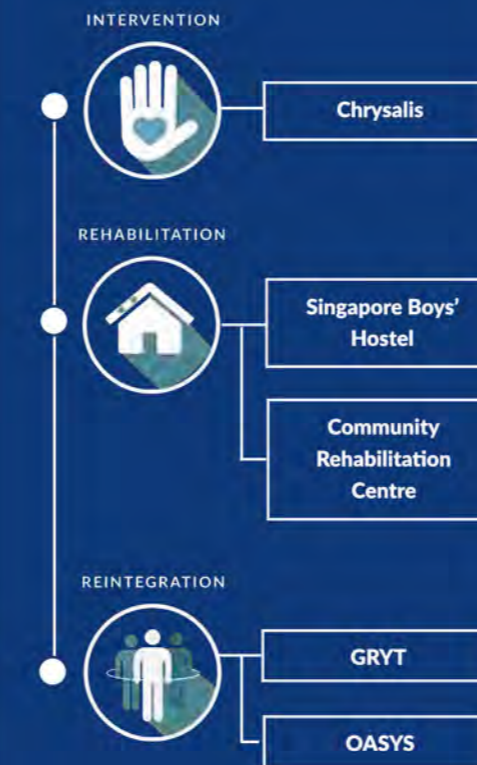 INTERVENTION
Chrysalis
REHABILITATION
Singapore Boys'
Hostel
Community
Rehabilitation
Centre
REINTEGRATION
GRYT
OASYS